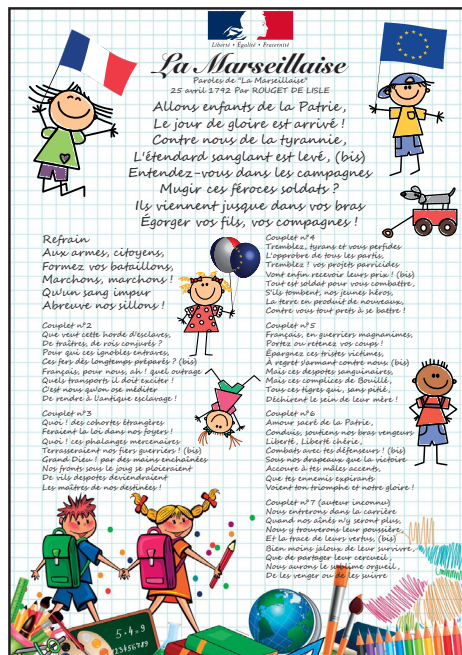 Liberté • Égalité • Fraternité
La Marseillaise
Paroles de "La Marseillaise"
25 avril 1792 Par ROUGET DE LISLE
Allons enfants de la Patrie,
Le jour de gloire est arrivé !
Contre nous de la tyrannie,
L'étendard sanglant est levé, (bis)
Entendez-vous dans les campagnes
Mugir ces féroces soldats ?
Ils viennent jusque dans vos bras
Égorger vos fils, vos compagnes !
Refrain
Aux armes, citoyens,
Formez vos bataillons,
Marchons, marchons !
Qu'un sang impur
Abreuve nos sillons !
Couplet n°2
Que veut cette horde d'esclaves,
De traîtres, de rois conjurés ?
Pour qui ces ignobles entraves,
Ces fers dès longtemps préparés ? (bis)
Français, pour nous, ah ! quel outrage
Quels transports il doit exciter !
C'est nous qu'on ose méditer
De rendre à l'antique esclavage !
Couplet n°3
Quoi ! des cohortes étrangères
Feraient la loi dans nos foyers !
Quoi ! ces phalanges mercenaires
Terrasseraient nos fiers guerriers ! (bis)
Grand Dieu ! par des mains enchaînées
Nos fronts sous le joug se ploieraient
De vils despotes deviendraient
Les maîtres de nos destinées !
Couplet n°4
Tremblez, tyrans et vous perfides
L'opprobre de tous les partis,
Tremblez ! vos projets parricides
Vont enfin recevoir leurs prix ! (bis)
Tout est soldat pour vous combattre,
S'ils tombent, nos jeunes héros,
La terre en produit de nouveaux,
Contre vous tout prets à se battre !
Couplet n°5
Français, en guerriers magnanimes,
Portez ou retenez vos coups !
Épargnez ces tristes victimes,
À regret s'armant contre nous. (bis)
Mais ces despotes sanguinaires,
Mais ces complices de Bouillé,
Tous ces tigres qui, sans pitié,
Déchirent le sein de leur mère !
Couplet n°6
Amour sacré de la Patrie,
Conduis, soutiens nos bras vengeurs
Liberté, Liberté chérie,
Combats avec tes défenseurs ! (bis)
Sous nos drapeaux que la victoire
Accoure à tes mâles accents,
Que tes ennemis expirants
Voient ton triomphe et notre gloire !
Couplet n°7 (auteur inconnu)
Nous entrerons dans la carrière
Quand nos aînés n'y seront plus,
Nous y trouverons leur poussière,
Et la trace de leurs vertus, (bis)
Bien moins jaloux de leur survivre,
Que de partager leur cercueil,
Nous aurons le sublime orgueil,
De les venger ou de les suivre
5+4=9
123456789